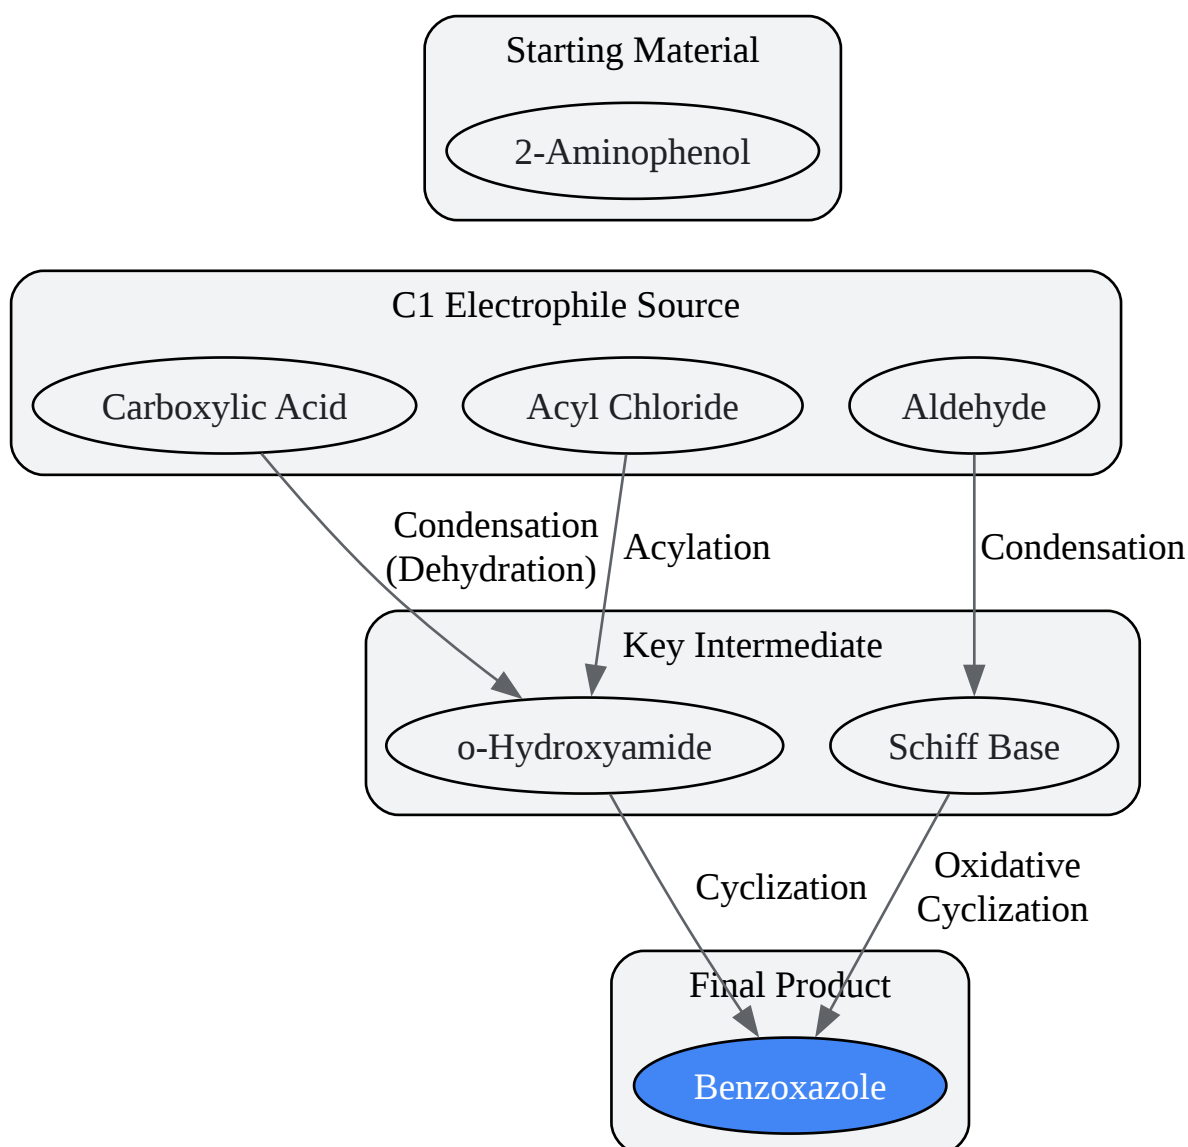 Starting Material
2-Aminophenol
C1 Electrophile Source
Carboxylic Acid
Acyl Chloride
Aldehyde
Condensation
(Dehydration)
Acylation
Condensation
Key Intermediate
o-Hydroxyamide
Schiff Base
Cyclization
Oxidative
Cyclization
Final Product
Benzoxazole